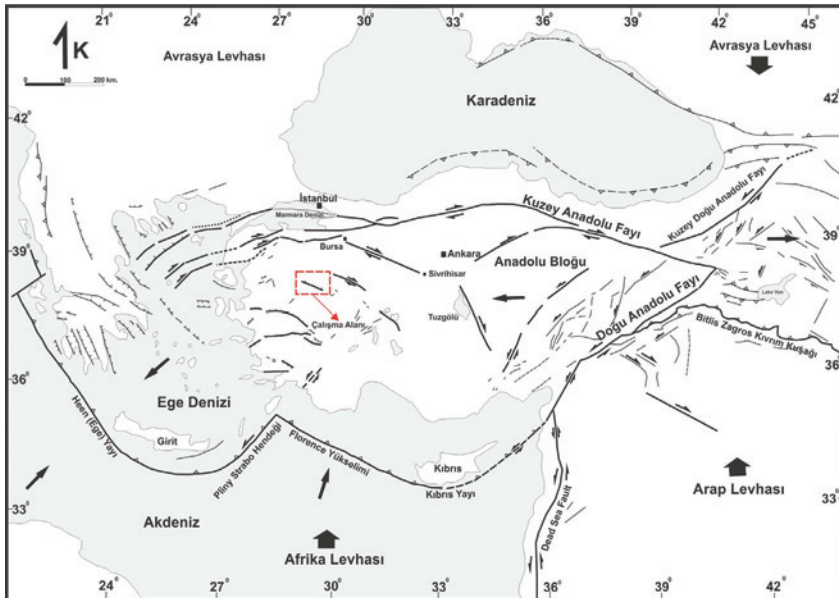 21° 24° 27° 30° 33° 36° 39° 42° 45°
K
0 100 200 km.
Avrasya Levhası
Avrasya Levhası
42°
42°
Karadeniz
İstanbul
Marmara Denizi
Kuzey Anadolu Fayı
Kuzey Doğu Anadolu Fayı
39°
39°
Bursa
Ankara
Sivrihisar
Anadolu Bloğu
Tuzgölü
Çalışma Alanı
Doğu Anadolu Fayı
Lake Van
Bitlis Zagros Kıvrım Kuşağı
36°
36
Ege Denizi
Heen (Ege) Yayı
Girit
Pliny Strabo Hendeği
Florence Yükselimi
Kıbrıs
Kıbrıs Yayı
33°
33
Akdeniz
Afrika Levhası
Dead Sea Fault
Arap Levhası
24° 27° 30° 33° 36° 39° 42°